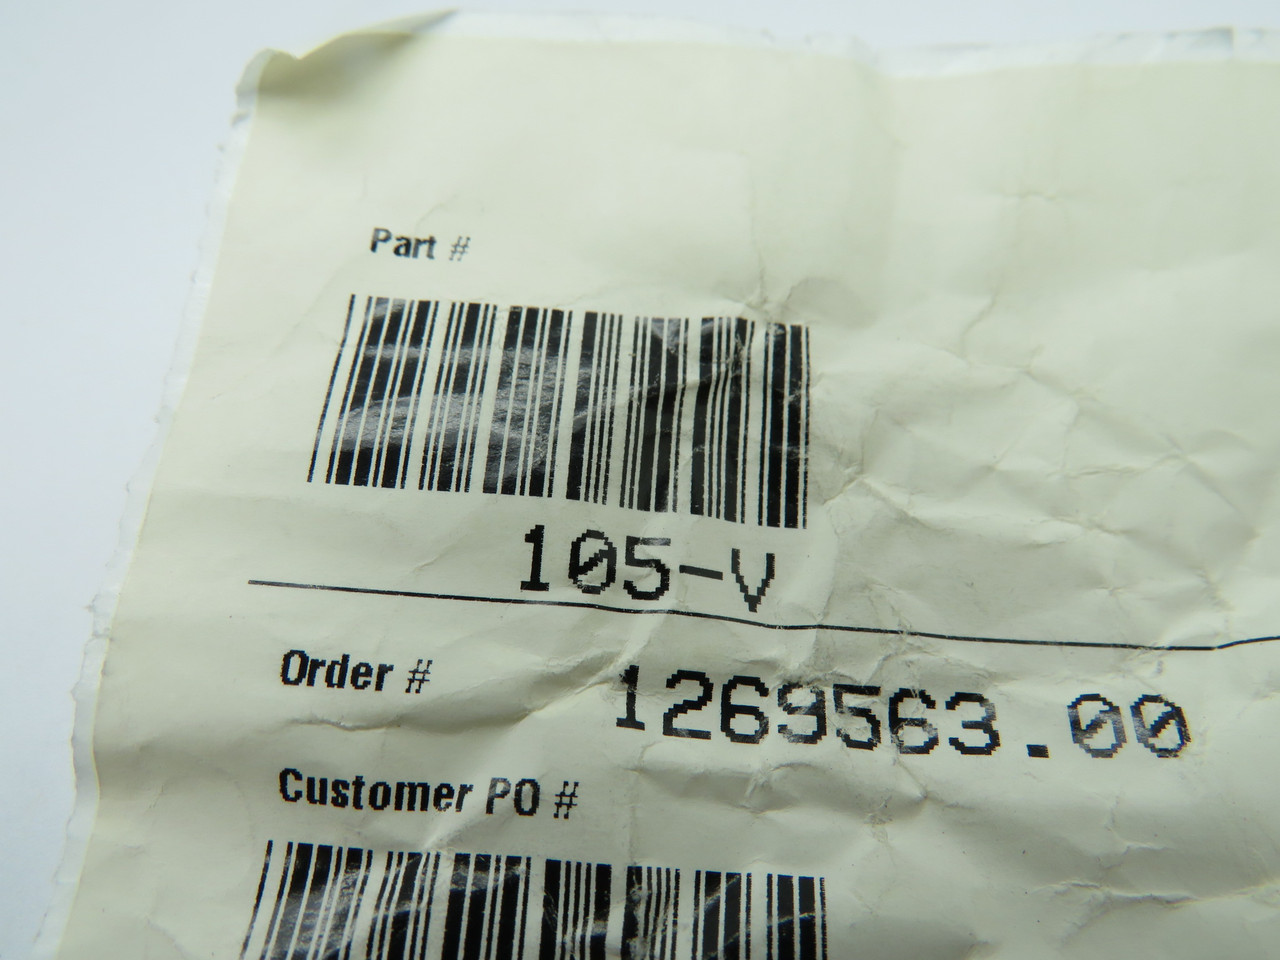 Part #
105-V
Order # 1269563.00
Customer PO #